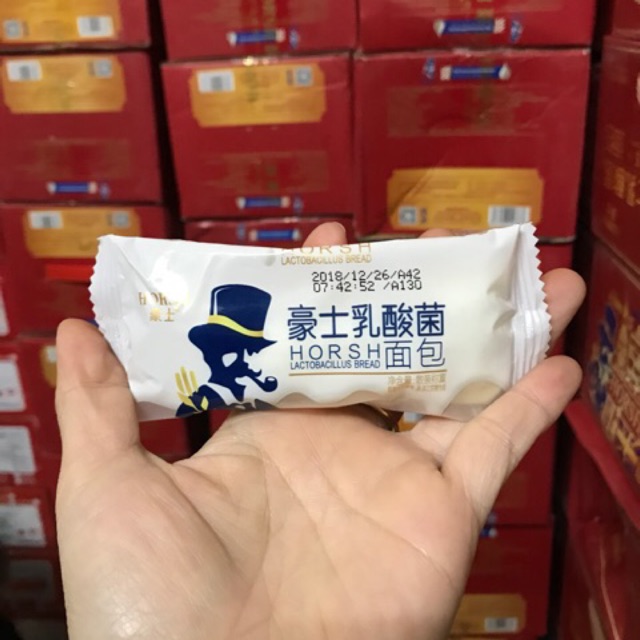 HORSH
LACTOBACILLUS BREAD
2018/12/26/A42
07:42:52 /A130
豪士
豪士乳酸菌
HORSH面包
LACTOBACILLUS BREAD